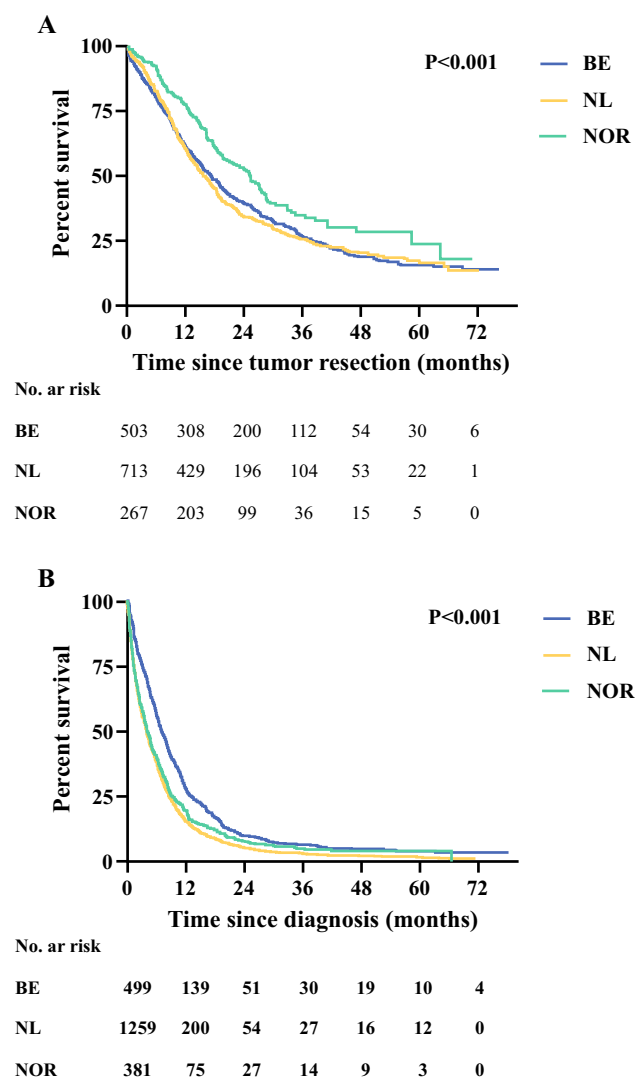 A
P<0.001
BE
NL
NOR
Percent survival
100
75
50
25
0
0 12 24 36 48 60 72
Time since tumor resection (months)
No. ar risk
BE 503 308 200 112 54 30 6
NL 713 429 196 104 53 22 1
NOR 267 203 99 36 15 5 0
B
P<0.001
BE
NL
NOR
Percent survival
100
75
50
25
0
0 12 24 36 48 60 72
Time since diagnosis (months)
No. ar risk
BE 499 139 51 30 19 10 4
NL 1259 200 54 27 16 12 0
NOR 381 75 27 14 9 3 0